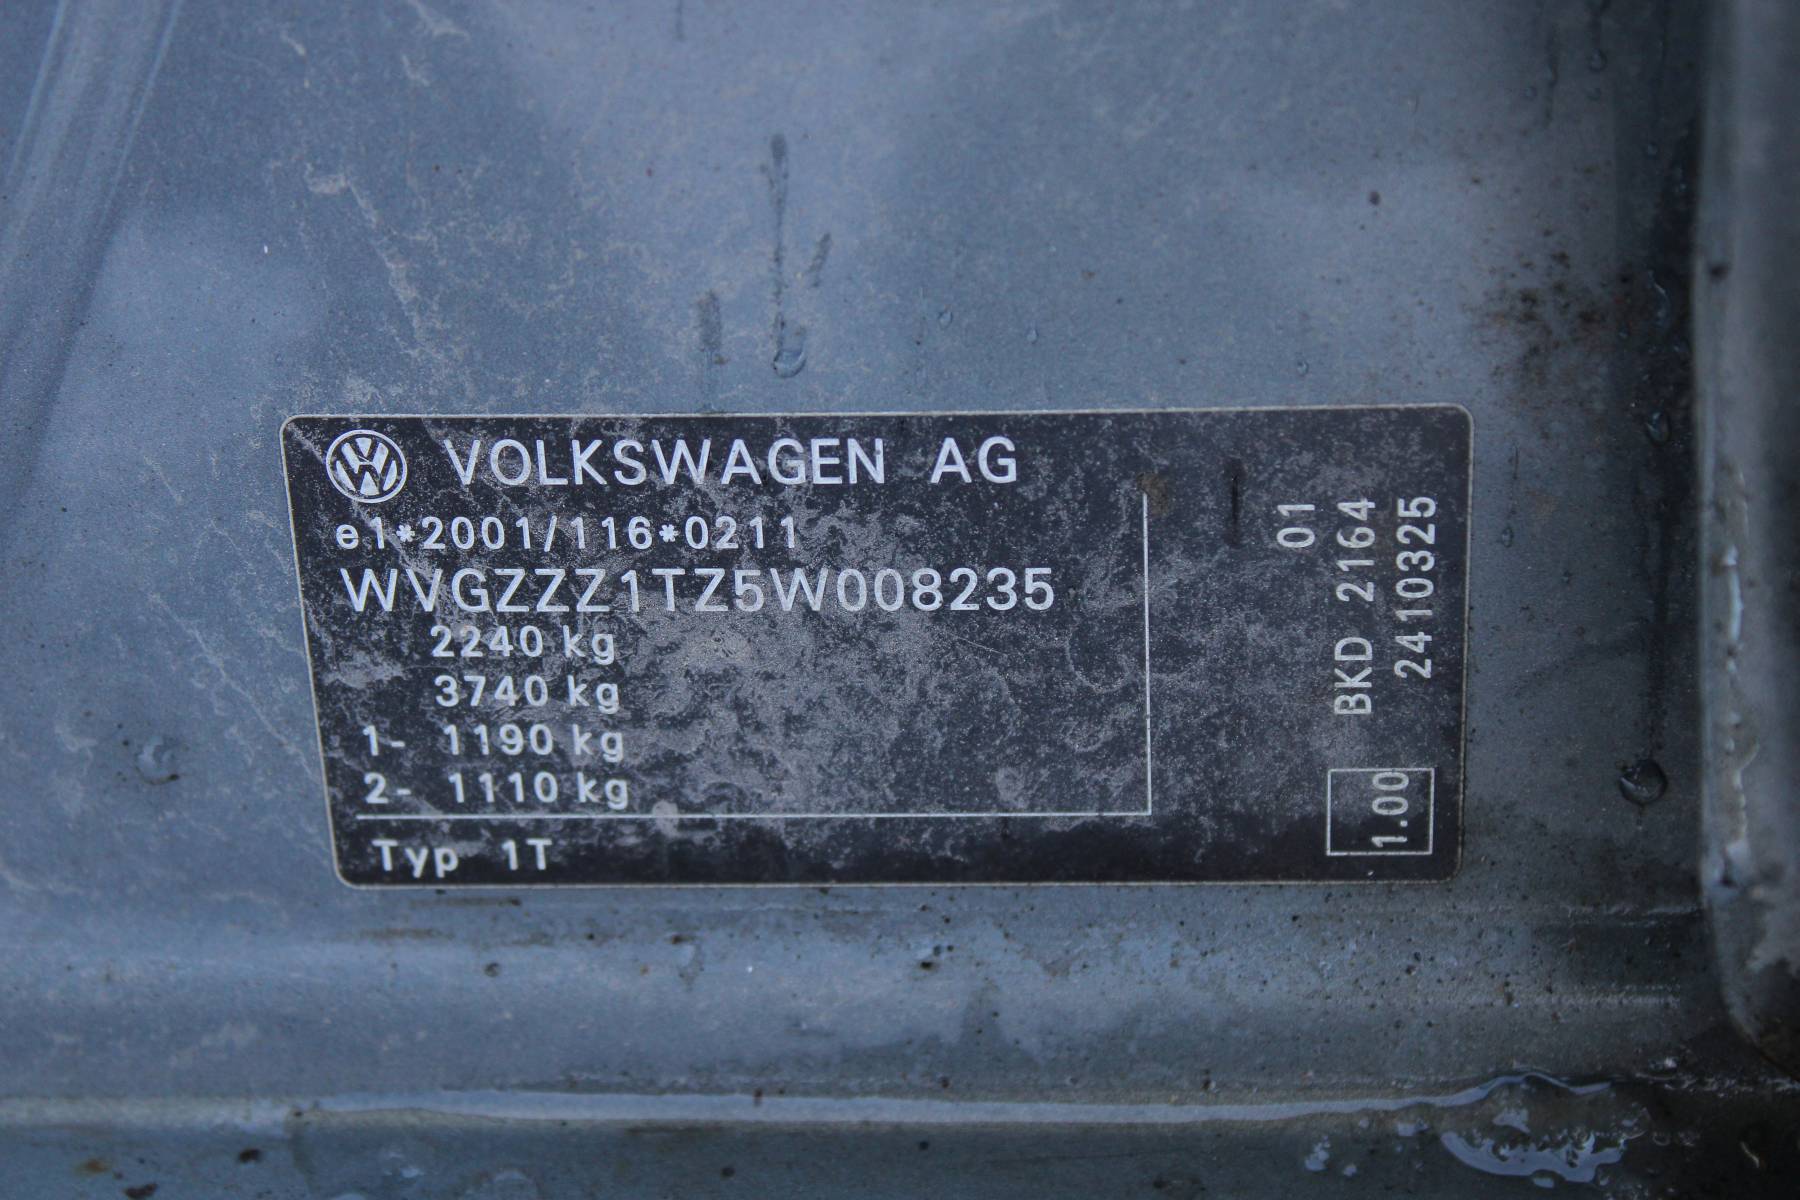 VOLKSWAGEN AG
e1*2001/116*0211
WVGZZZ1TZ5W008235
2240 kg
3740 kg
1- 1190 kg
2- 1110 kg
Typ 1T
01
BKD 2164
2410325
1.00